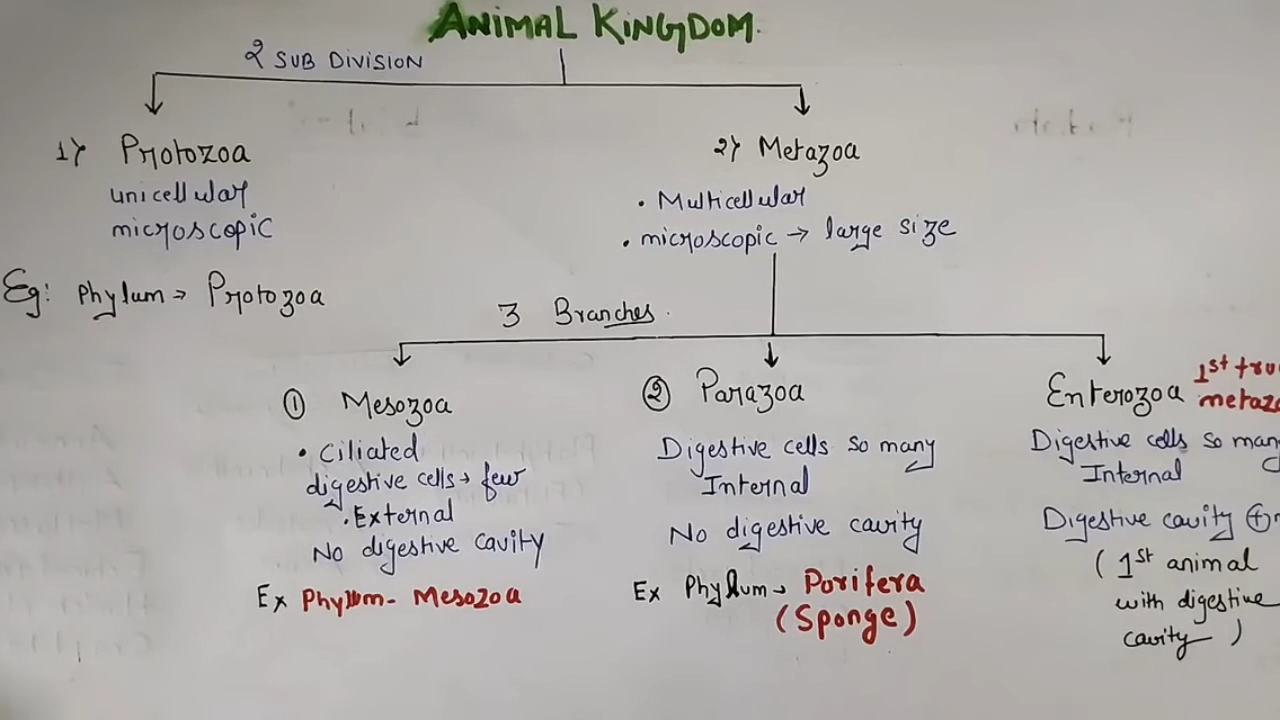 ANIMAL KINGDOM
2 SUB DIVISION
1) Protozoa
unicellular
microscopic
Eg: Phylum → Protozoa
2) Metazoa
• Multicellular
• microscopic → large size
3 Branches
① Mesozoa
• Ciliated
digestive cells → few
• External
No digestive cavity
Ex Phylum - Mesozoa
② Parazoa
Digestive cells so many
Internal
No digestive cavity
Ex Phylum → Porifera
(Sponge)
Enterozoa 1st
Digestive cells so many
Internal
Digestive cavity ⊕
(1st animal
with digestive
cavity)